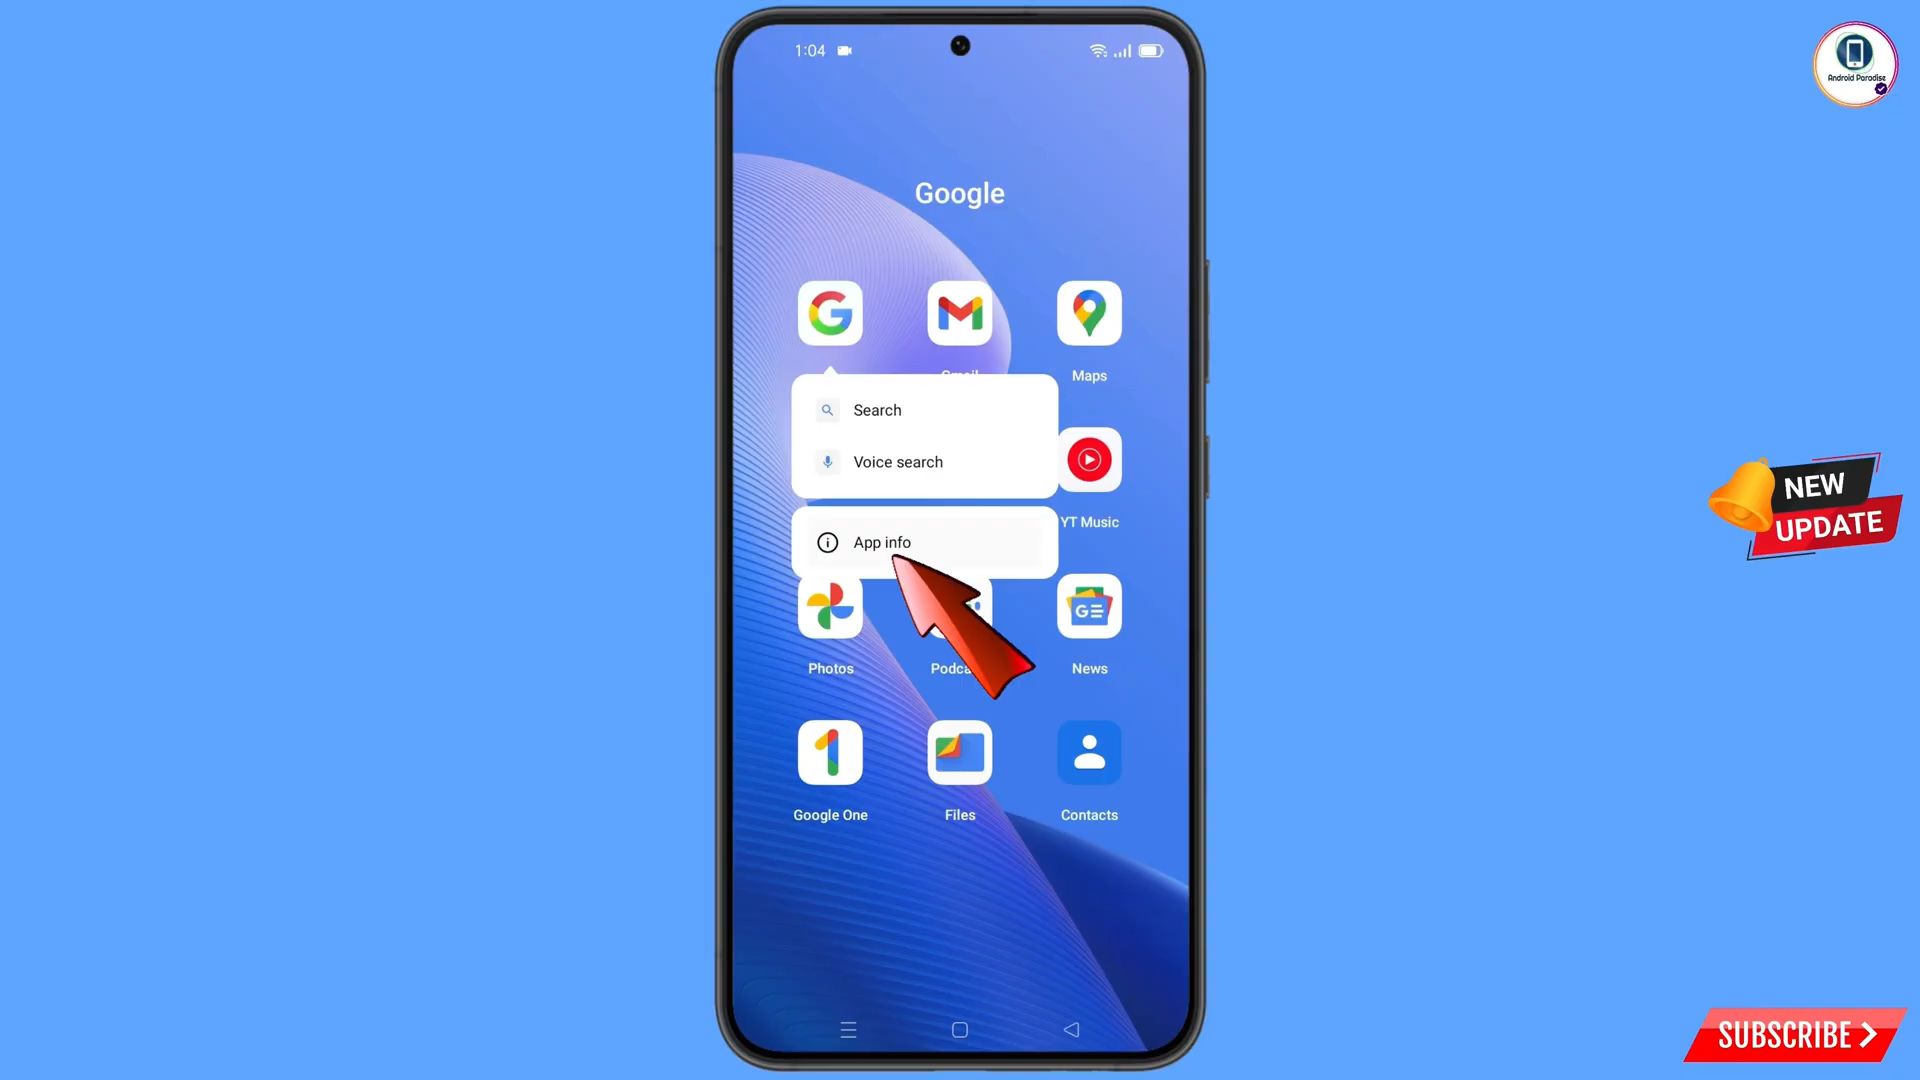 1:04
Android Paradise
Google
Maps
Search
Voice search
YT Music
App info
NEW
UPDATE
Photos
News
Google One
Files
Contacts
SUBSCRIBE